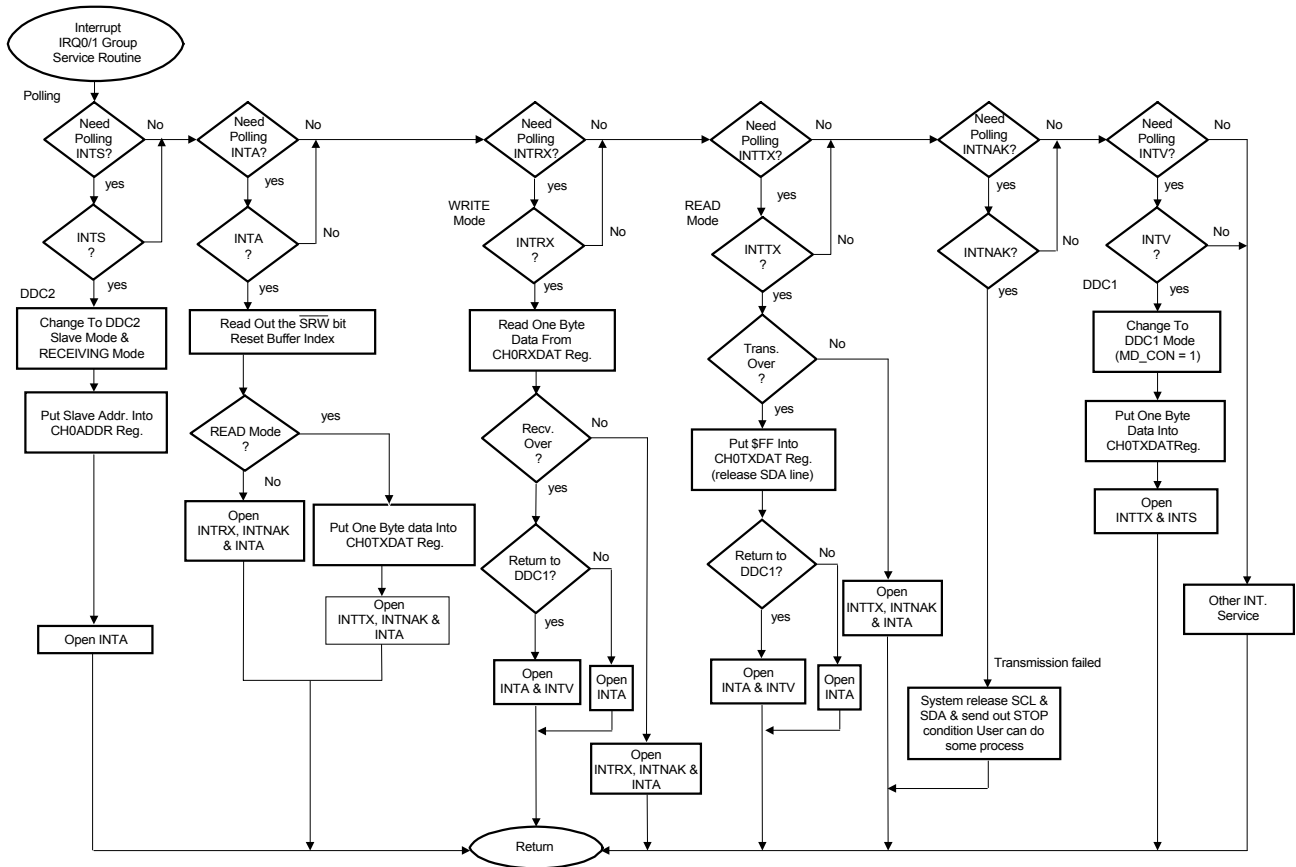 Interrupt
IRQ0/1 Group
Service Routine
Polling
Need
Polling
INTS?
No
yes
INTS
?
yes
DDC2
Change To DDC2
Slave Mode &
RECEIVING Mode
Put Slave Addr. Into
CH0ADDR Reg.
Open INTA
Need
Polling
INTA?
No
yes
INTA
?
No
yes
Read Out the SRW bit
Reset Buffer Index
READ Mode
?
yes
No
Open
INTRX, INTNAK
& INTA
Put One Byte data Into
CH0TXDAT Reg.
Open
INTTX, INTNAK &
INTA
Need
Polling
INTRX?
No
yes
WRITE
Mode
INTRX
?
No
yes
Read One Byte
Data From
CH0RXDAT Reg.
Recv.
Over
?
No
yes
Return to
DDC1?
No
yes
Open
INTA & INTV
Open
INTA
Open
INTRX, INTNAK &
INTA
Need
Polling
INTTX?
No
yes
READ
Mode
INTTX
?
No
yes
Trans.
Over
?
No
yes
Put $FF Into
CH0TXDAT Reg.
(release SDA line)
Return to
DDC1?
No
yes
Open
INTA & INTV
Open
INTA
Open
INTTX, INTNAK
& INTA
Need
Polling
INTNAK?
No
yes
INTNAK?
No
yes
Transmission failed
System release SCL &
SDA & send out STOP
condition User can do
some process
Need
Polling
INTV?
No
yes
INTV
?
No
yes
DDC1
Change To
DDC1 Mode
(MD_CON = 1)
Put One Byte
Data Into
CH0TXDATReg.
Open
INTTX & INTS
Other INT.
Service
Return